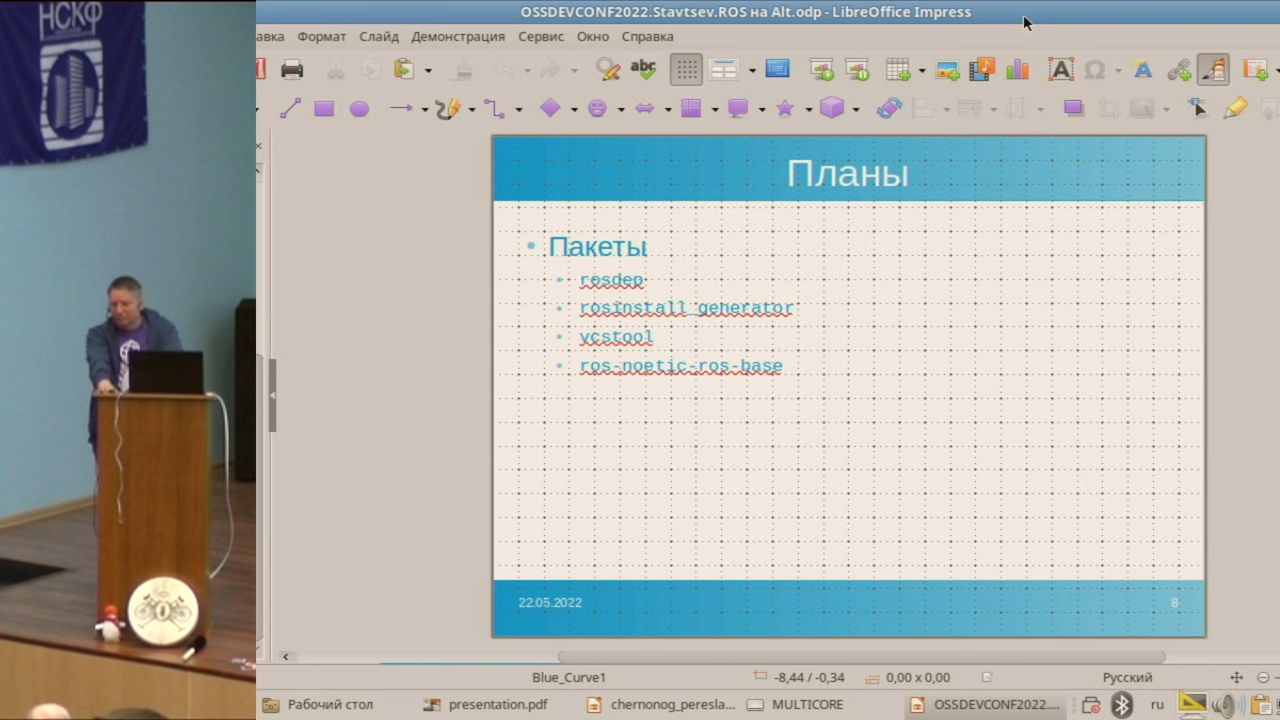 НСКФ
OSSDEVCONF2022.Stavtsev.ROS на Alt.odp - LibreOffice Impress
авка Формат Слайд Демонстрация Сервис Окно Справка
abc
Планы
Пакеты
rosdep
rosinstall_generator
vcstool
ros-noetic-ros-base
22.05.2022
8
Blue_Curve1
-8,44 / -0,34
0,00 x 0,00
Русский
Рабочий стол
presentation.pdf
chernonog_peresla...
MULTICORE
OSSDEVCONF2022....
ru